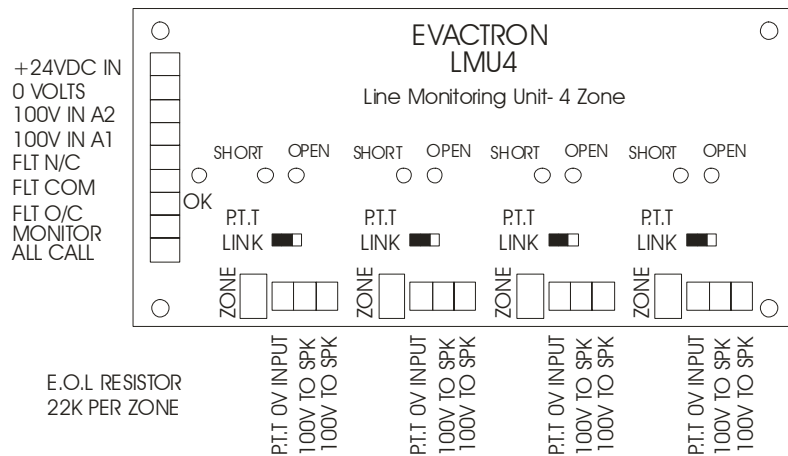 EVACTRON
LMU4
Line Monitoring Unit- 4 Zone
+24VDC IN
0 VOLTS
100V IN A2
100V IN A1
FLT N/C
FLT COM
FLT O/C
MONITOR
ALL CALL
OK
SHORT OPEN
SHORT OPEN
SHORT OPEN
SHORT OPEN
P.T.T
LINK
P.T.T
LINK
P.T.T
LINK
P.T.T
LINK
ZONE
ZONE
ZONE
ZONE
P.T.T 0V INPUT
100V TO SPK
100V TO SPK
P.T.T 0V INPUT
100V TO SPK
100V TO SPK
P.T.T 0V INPUT
100V TO SPK
100V TO SPK
P.T.T 0V INPUT
100V TO SPK
100V TO SPK
E.O.L RESISTOR
22K PER ZONE